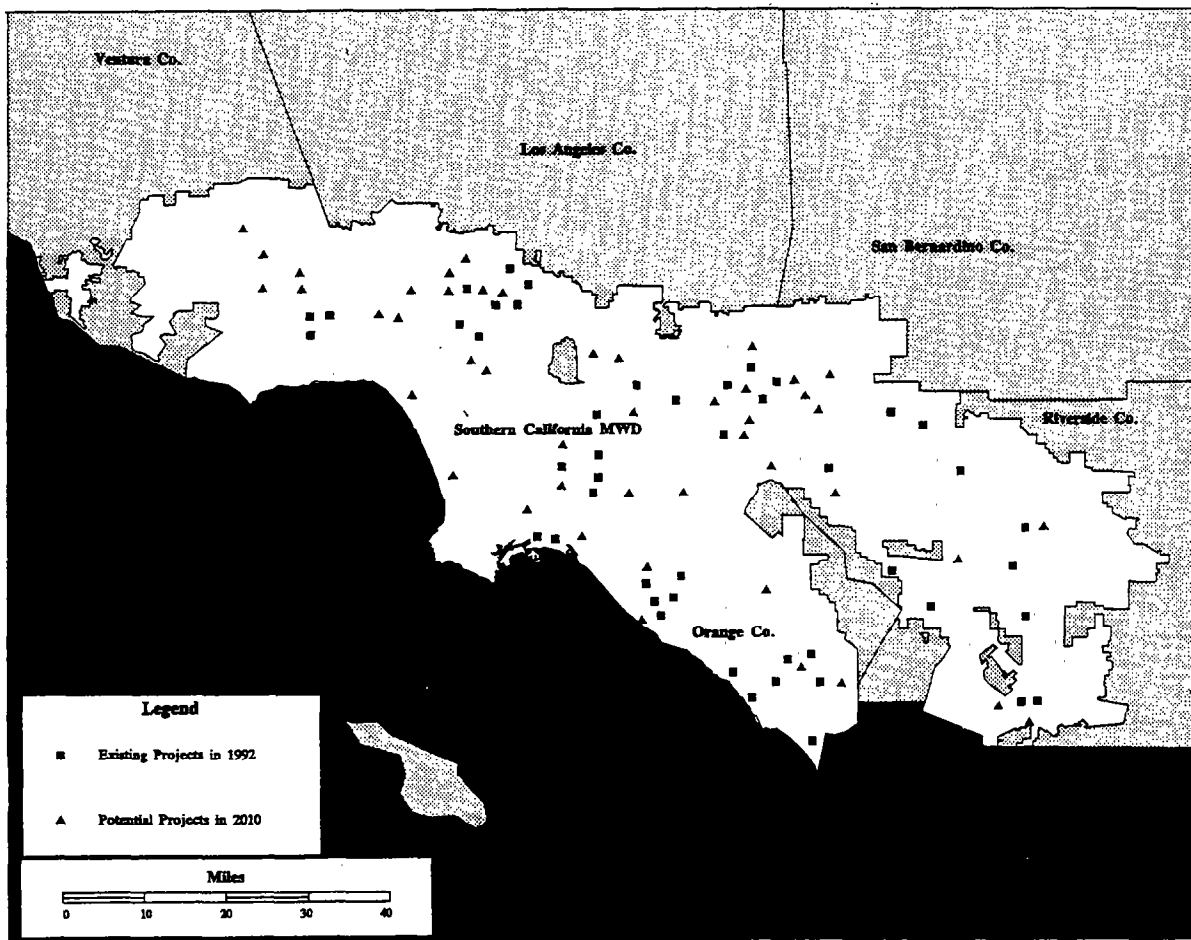 Ventura Co.
Los Angeles Co.
San Bernardino Co.
Riverside Co.
Southern California MWD
Orange Co.
Legend
Existing Projects in 1992
Potential Projects in 2010
Miles
0 10 20 30 40